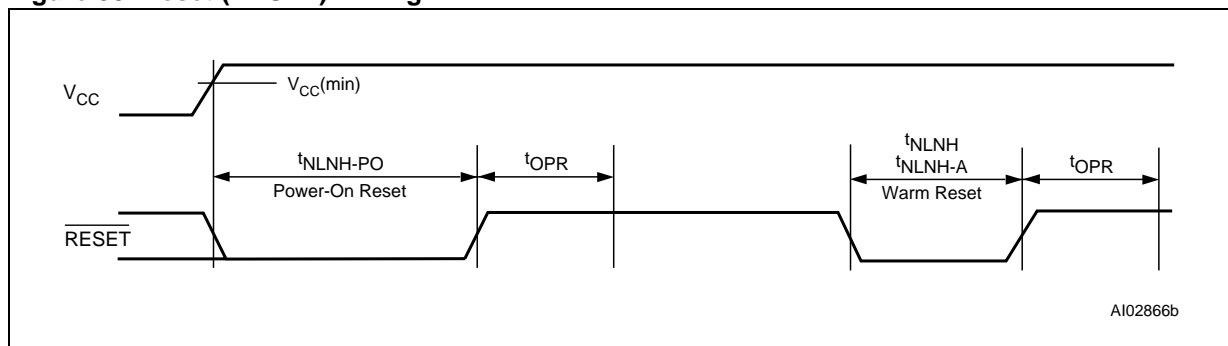 VCC
VCC(min)
tNLNH-PO
Power-On Reset
tOPR
tNLNH
tNLNH-A
Warm Reset
tOPR
RESET
AI02866b